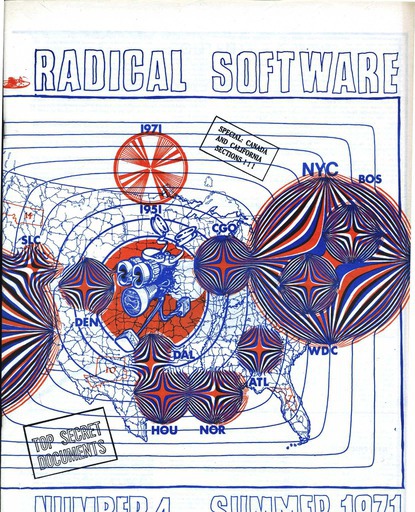 RADICAL SOFTWARE
1971
SPECIAL: CANADA
AND CALIFORNIA
SECTIONS!!!
1951
NYC
BOS
CGO
SLC
DEN
WDC
DAL
ATL
HOU
NOR
TOP SECRET
DOCUMENTS
NUMBER 4 SUMMER 1971